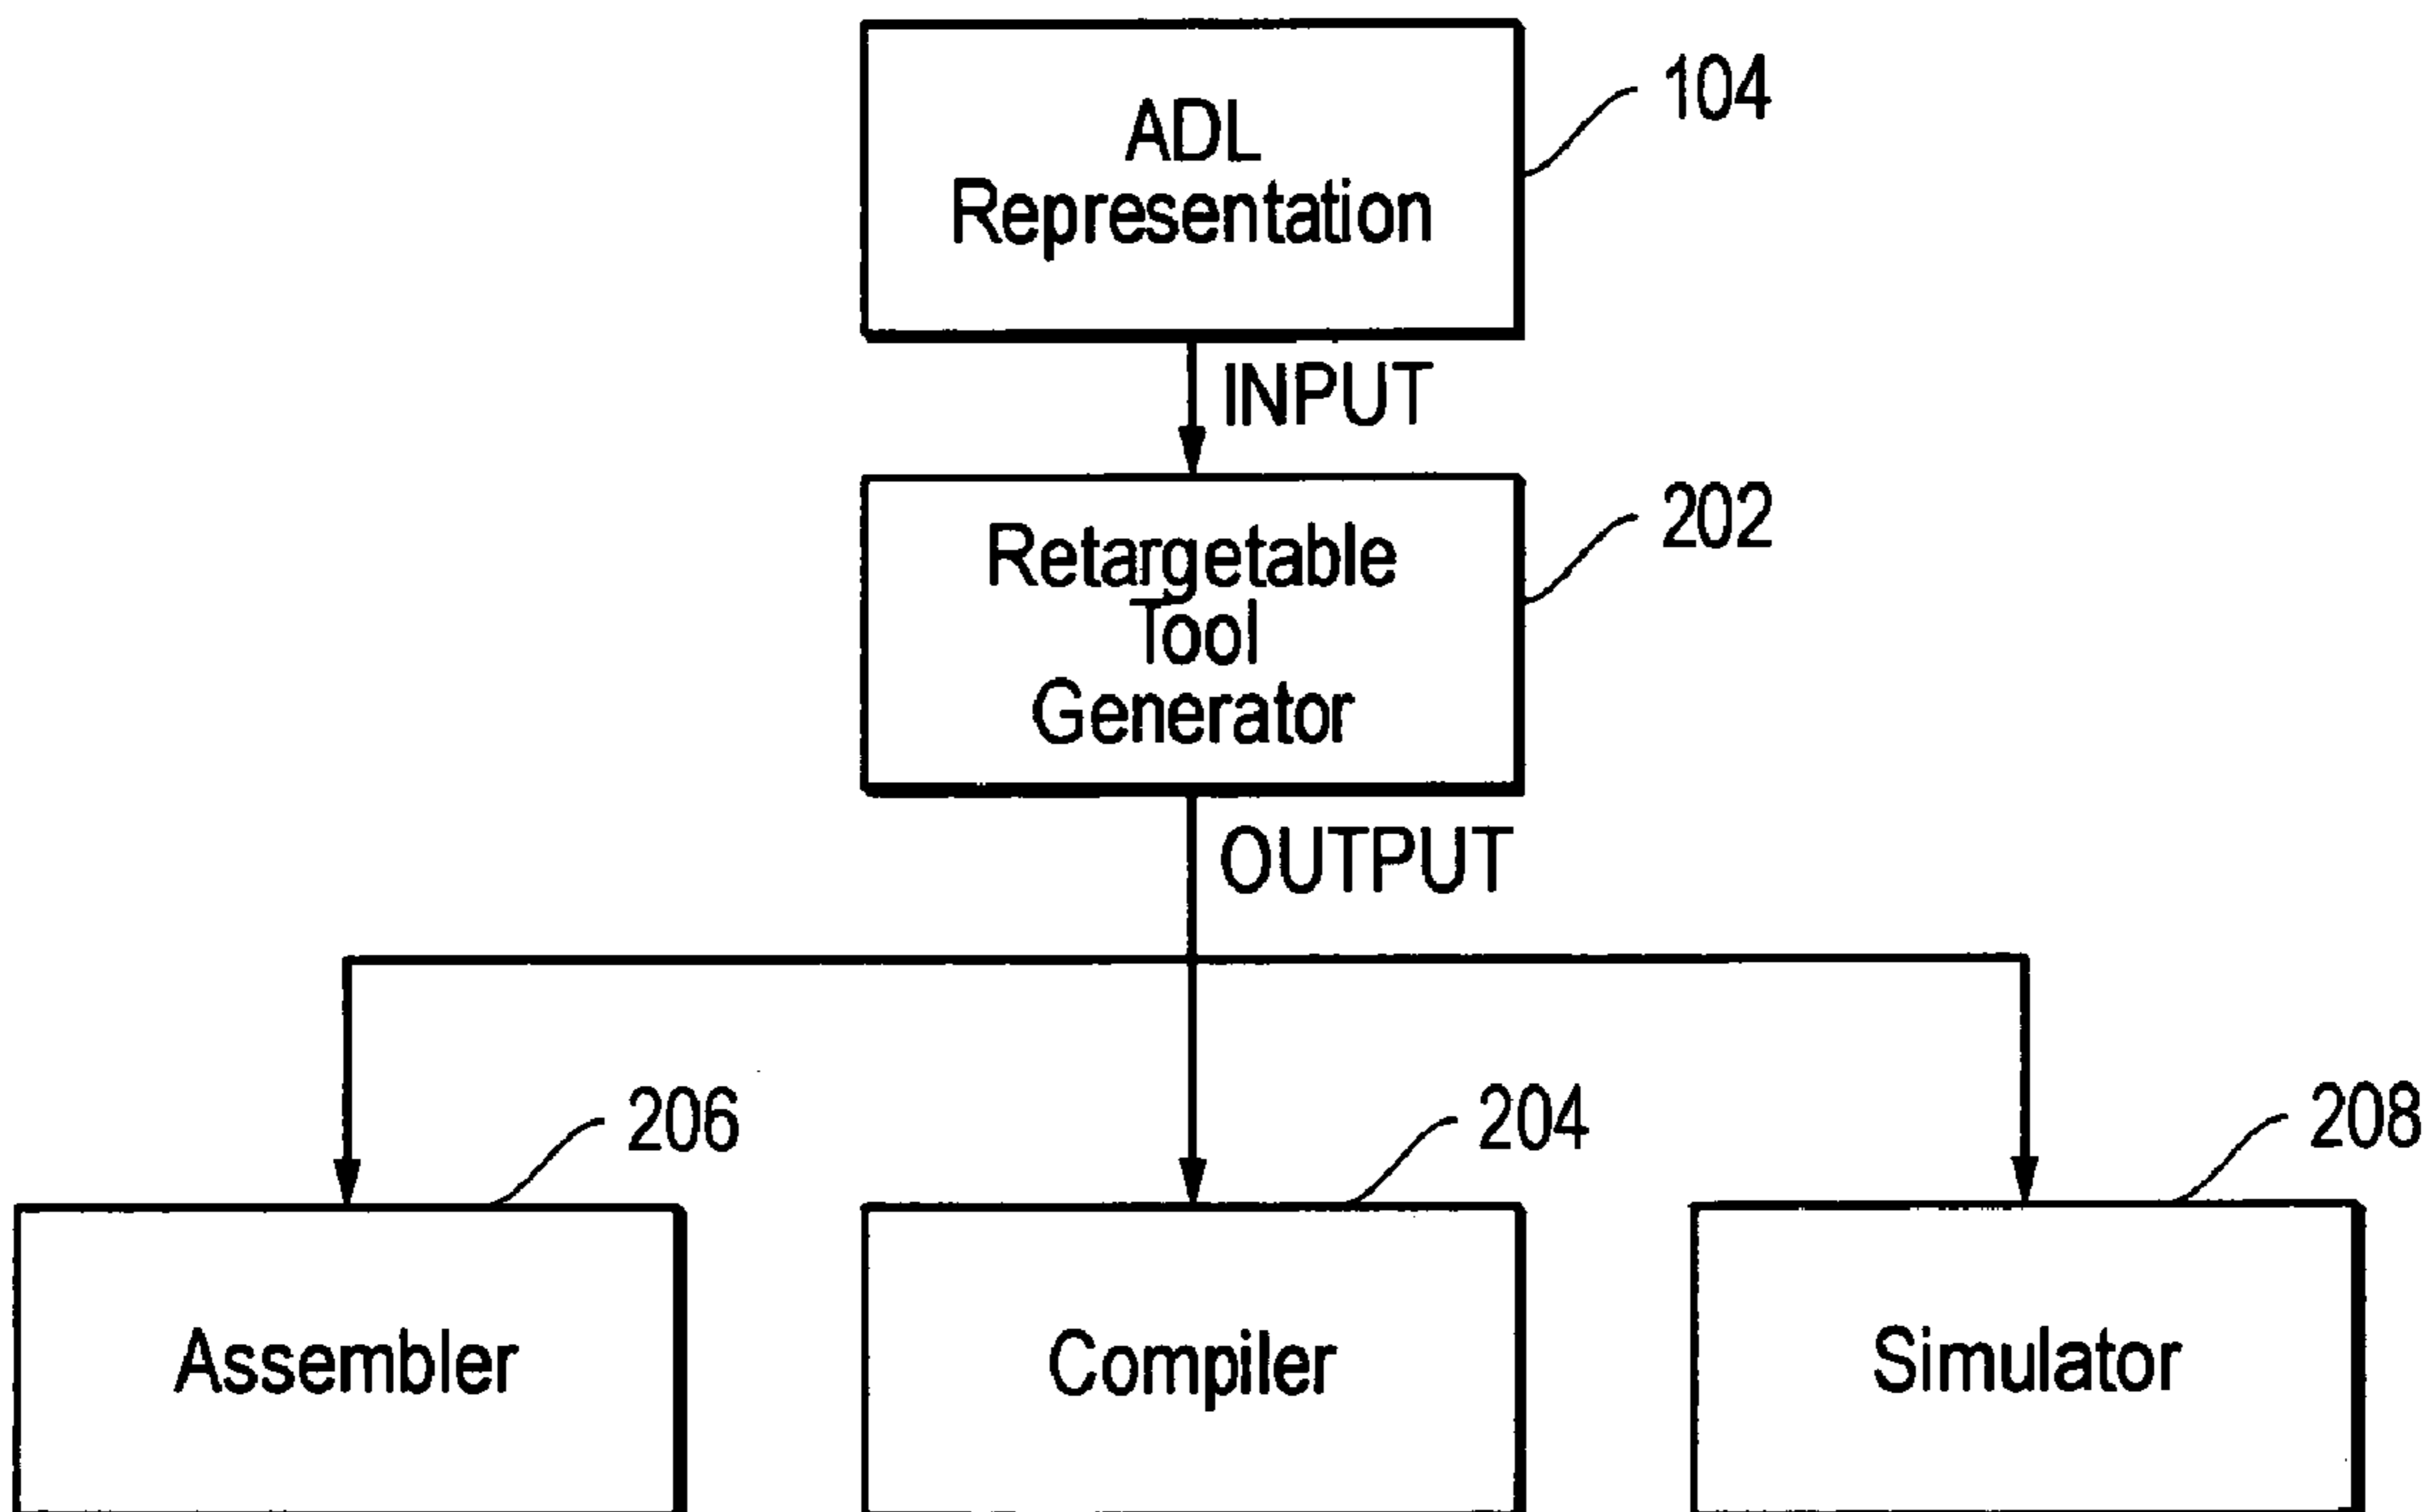 ADL
Representation
104
INPUT
Retargetable
Tool
Generator
202
OUTPUT
206
204
208
Assembler
Compiler
Simulator